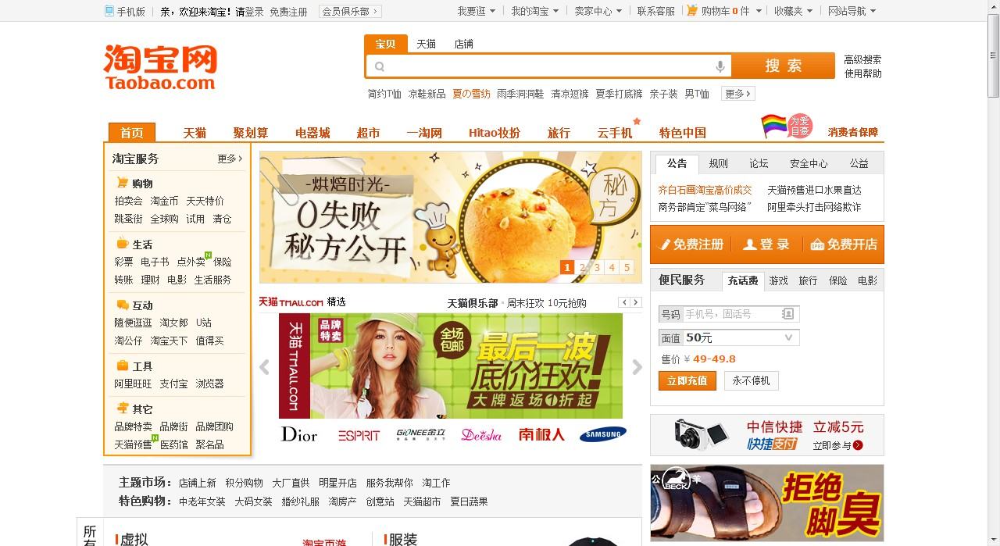 手机版 亲，欢迎来淘宝！请登录 免费注册 会员俱乐部 我要逛 我的淘宝 卖家中心 联系客服 购物车 0 件 收藏夹 网站导航
淘宝网
Taobao.com
宝贝 天猫 店铺
搜 索
高级搜索
使用帮助
简约T恤 凉鞋新品 夏の雪纺 雨季洞洞鞋 清凉短裤 夏季打底裤 亲子装 男T恤 更多
首页 天猫 聚划算 电器城 超市 一淘网 Hitao妆扮 旅行 云手机 特色中国 为爱自豪 消费者保障
淘宝服务 更多
购物
拍卖会 淘金币 天天特价
跳蚤街 全球购 试用 清仓
生活
彩票 电子书 点外卖 N 保险
转账 理财 电影 生活服务
互动
随便逛逛 淘女郎 U站
淘公仔 淘宝天下 值得买
工具
阿里旺旺 支付宝 浏览器
其它
品牌特卖 品牌街 品牌团购
天猫预售 N 医药馆 聚名品
-烘焙时光-
0失败
秘方公开
秘方
1 2 3 4 5
天猫 TMALL.COM 精选 天猫俱乐部 · 周末狂欢 10元抢购
天猫 TMALL.COM
品牌
特卖
全场
包邮
最后一波
底价狂欢！
大牌返场1折起
Dior ESPRIT GIONEE金立 Deesha 南极人 SAMSUNG
公告 规则 论坛 安全中心 公益
齐白石画淘宝高价成交 天猫预售进口水果直达
商务部肯定"菜鸟网络" 阿里牵头打击网络欺诈
免费注册 登 录 免费开店
便民服务 充话费 游戏 旅行 保险 电影
号码 手机号，固话号
面值 50元
售价 ¥ 49-49.8
立即充值 永不停机
中信快捷 立减5元
快捷支付 立即参与
公 羊
BECK
拒绝
脚臭
主题市场： 店铺上新 积分购物 大厂直供 明星开店 服务我帮你 淘工作
特色购物： 中老年女装 大码女装 婚纱礼服 卖房产 创意站 天猫超市 夏日蔬果
所有
虚拟 淘宝页游 服装